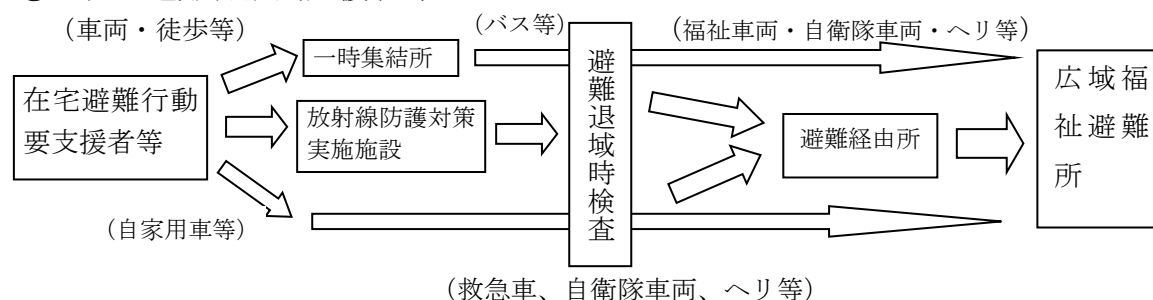 (車両・徒歩等)
(バス等)
(福祉車両・自衛隊車両・ヘリ等)
一時集結所
在宅避難行動
要支援者等
放射線防護対策
実施施設
避難退域時検査
避難経由所
広域福
祉避難
所
(自家用車等)
(救急車、自衛隊車両、ヘリ等)